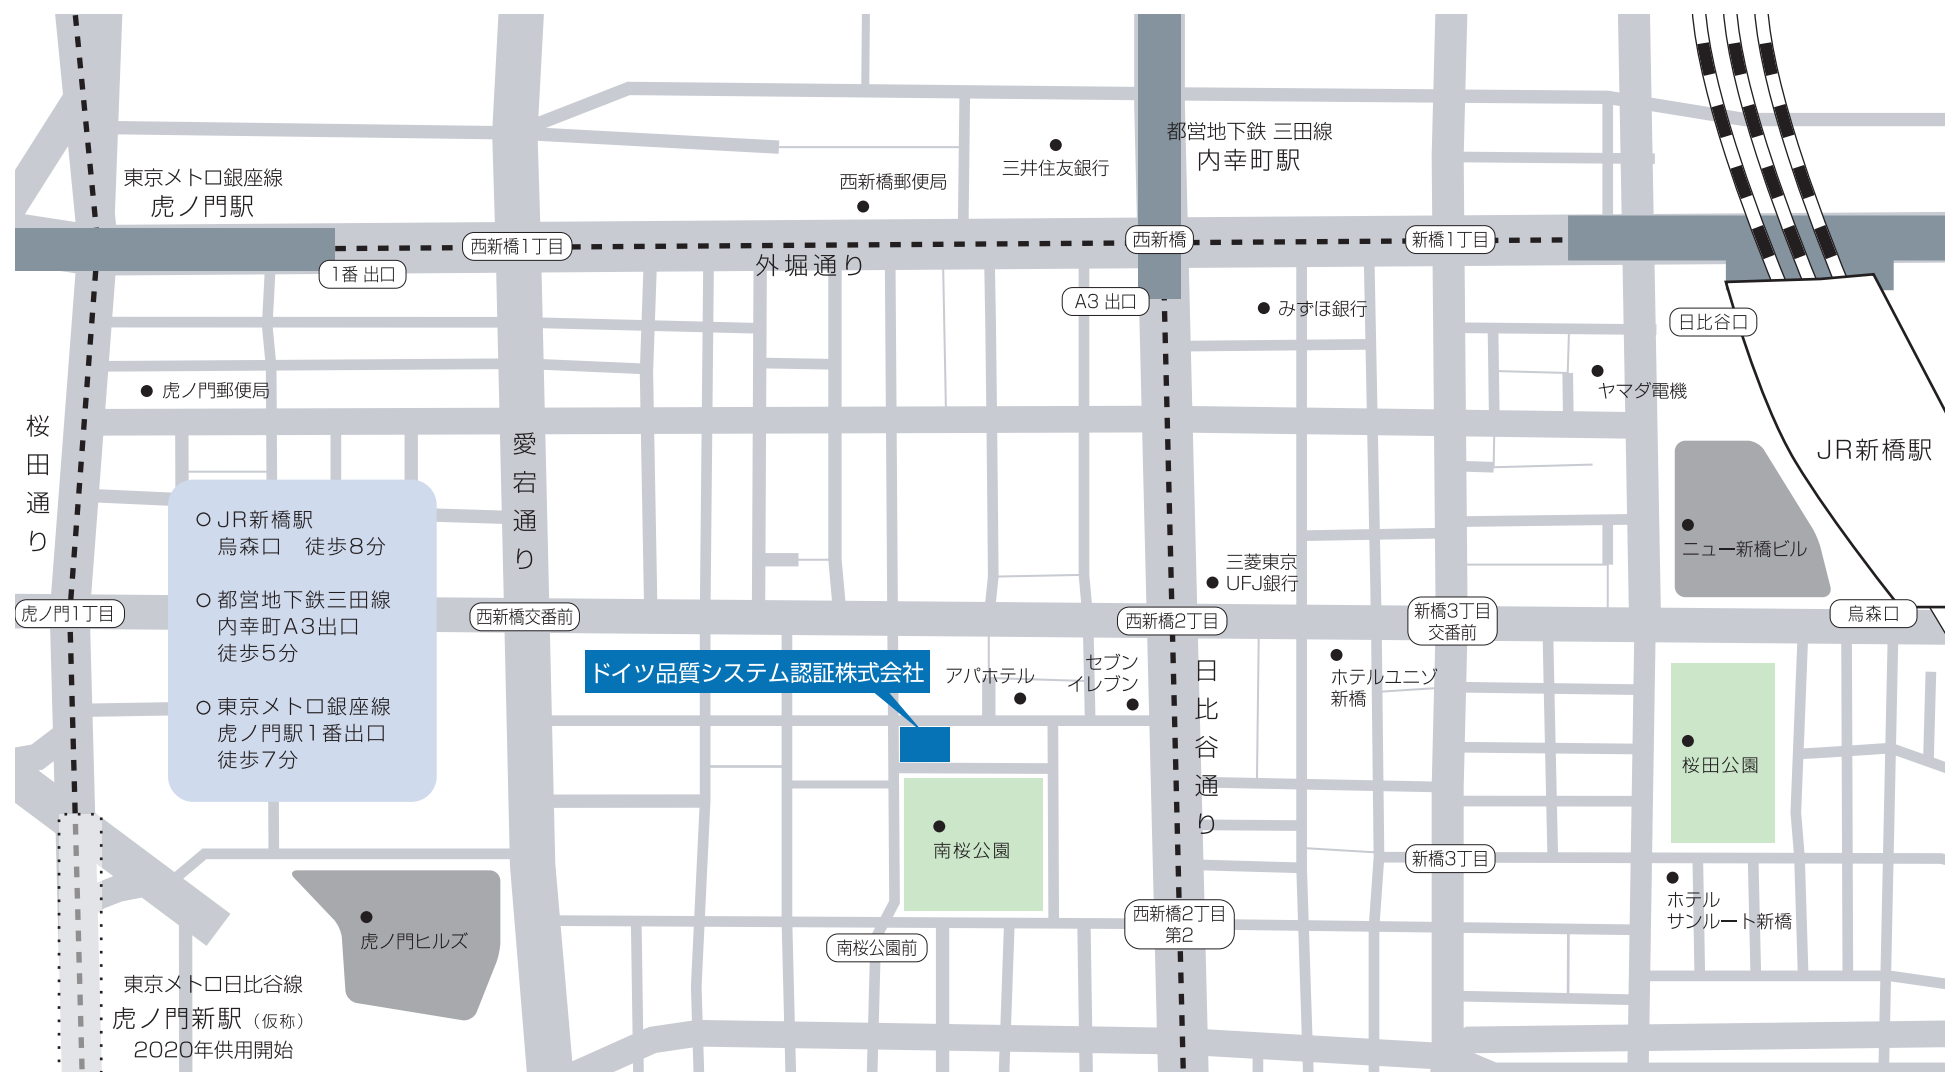 東京メトロ銀座線
虎ノ門駅
1番 出口
西新橋1丁目
外堀通り
西新橋郵便局
三井住友銀行
都営地下鉄 三田線
内幸町駅
西新橋
A3 出口
新橋1丁目
みずほ銀行
日比谷口
ヤマダ電機
JR新橋駅
虎ノ門郵便局
桜田通り
愛宕通り
○ JR新橋駅
烏森口 徒歩8分
○ 都営地下鉄三田線
内幸町A3出口
徒歩5分
○ 東京メトロ銀座線
虎ノ門駅1番出口
徒歩7分
ニュー新橋ビル
三菱東京
UFJ銀行
虎ノ門1丁目
西新橋交番前
西新橋2丁目
新橋3丁目
交番前
烏森口
ドイツ品質システム認証株式会社
アパホテル
セブン
イレブン
日比谷通り
ホテルユニゾ
新橋
桜田公園
南桜公園
新橋3丁目
ホテル
サンルート新橋
西新橋2丁目
第2
南桜公園前
虎ノ門ヒルズ
東京メトロ日比谷線
虎ノ門新駅（仮称）
2020年供用開始